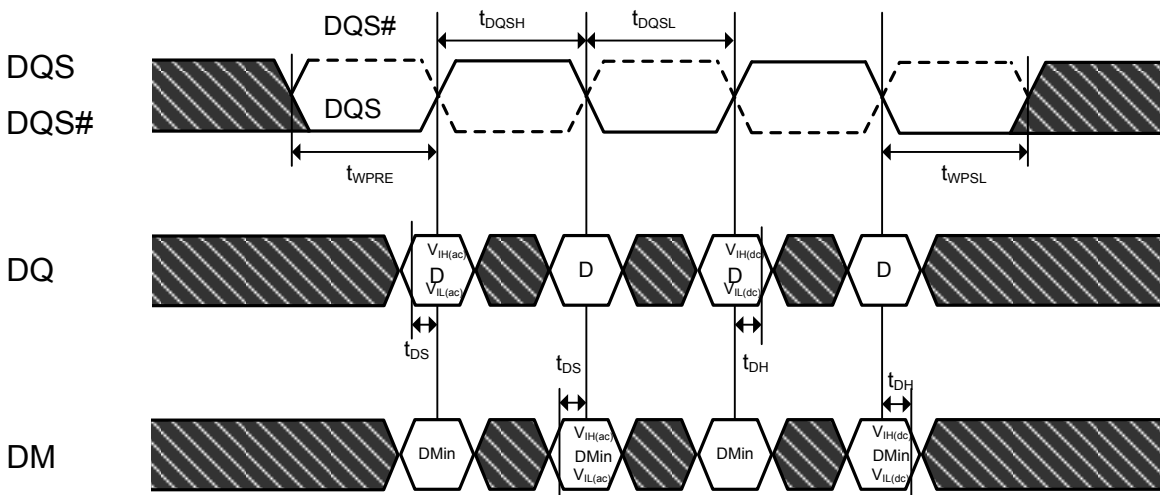 DQS#
tDQSH
tDQSL
DQS
DQS
DQS#
tWPRE
tWPSL
DQ
VIH(ac)
D
VIL(ac)
D
VIH(dc)
D
VIL(dc)
D
tDS
tDS
tDH
tDH
DM
DMin
VIH(ac)
DMin
VIL(ac)
DMin
VIH(dc)
DMin
VIL(dc)